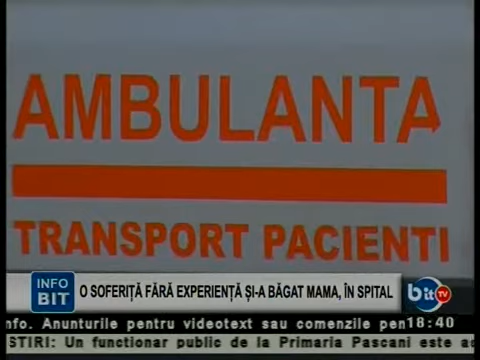 AMBULANTA
TRANSPORT PACIENTI
INFO
BIT
O SOFERIȚĂ FĂRĂ EXPERIENȚĂ ȘI-A BĂGAT MAMA, ÎN SPITAL
bit TV
nfo. Anunturile pentru videotext sau comenzile pen
18:40
STIRI: Un functionar public de la Primaria Pascani este ac